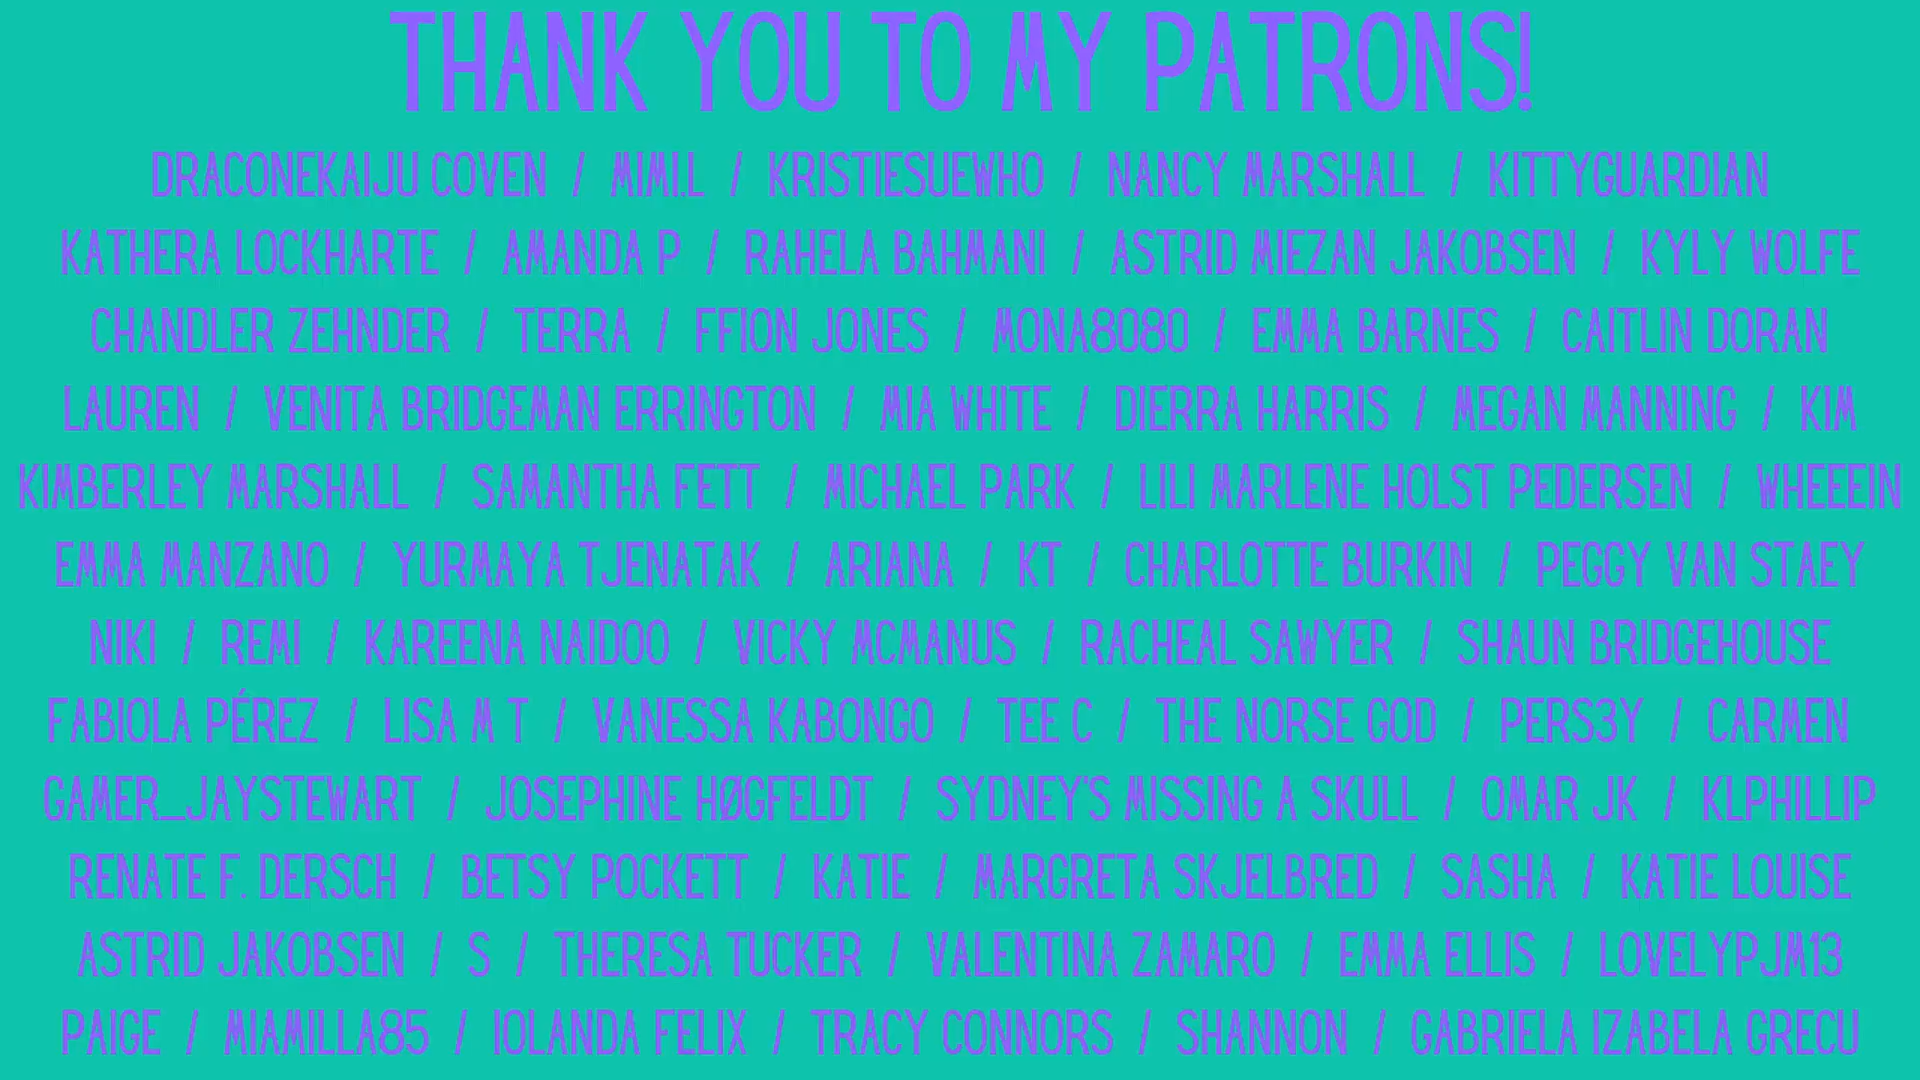 THANK YOU TO MY PATRONS!
DRACONEKAIJU COVEN / MIMI.L / KRISTIESUEWHO / NANCY MARSHALL / KITTYGUARDIAN
KATHERA LOCKHARTE / AMANDA P / RAHELA BAHMANI / ASTRID MIEZAN JAKOBSEN / KYLY WOLFE
CHANDLER ZEHNDER / TERRA / FFION JONES / MONA8080 / EMMA BARNES / CAITLIN DORAN
LAUREN / VENITA BRIDGEMAN ERRINGTON / MIA WHITE / DIERRA HARRIS / MEGAN MANNING / KIM
KIMBERLEY MARSHALL / SAMANTHA FETT / MICHAEL PARK / LILI MARLENE HOLST PEDERSEN / WHEEEIN
EMMA MANZANO / YURMAYA TJENATAK / ARIANA / KT / CHARLOTTE BURKIN / PEGGY VAN STAEY
NIKI / REMI / KAREENA NAIDOO / VICKY MCMANUS / RACHEAL SAWYER / SHAUN BRIDGEHOUSE
FABIOLA PÉREZ / LISA M T / VANESSA KABONGO / TEE C / THE NORSE GOD / PERS3Y / CARMEN
GAMER_JAYSTEWART / JOSEPHINE HØGFELDT / SYDNEY'S MISSING A SKULL / OMAR JK / KLPHILLIP
RENATE F. DERSCH / BETSY POCKETT / KATIE / MARGRETA SKJELBRED / SASHA / KATIE LOUISE
ASTRID JAKOBSEN / S / THERESA TUCKER / VALENTINA ZAMARO / EMMA ELLIS / LOVELYPJM13
PAIGE / MIAMILLA85 / IOLANDA FELIX / TRACY CONNORS / SHANNON / GABRIELA IZABELA GRECU